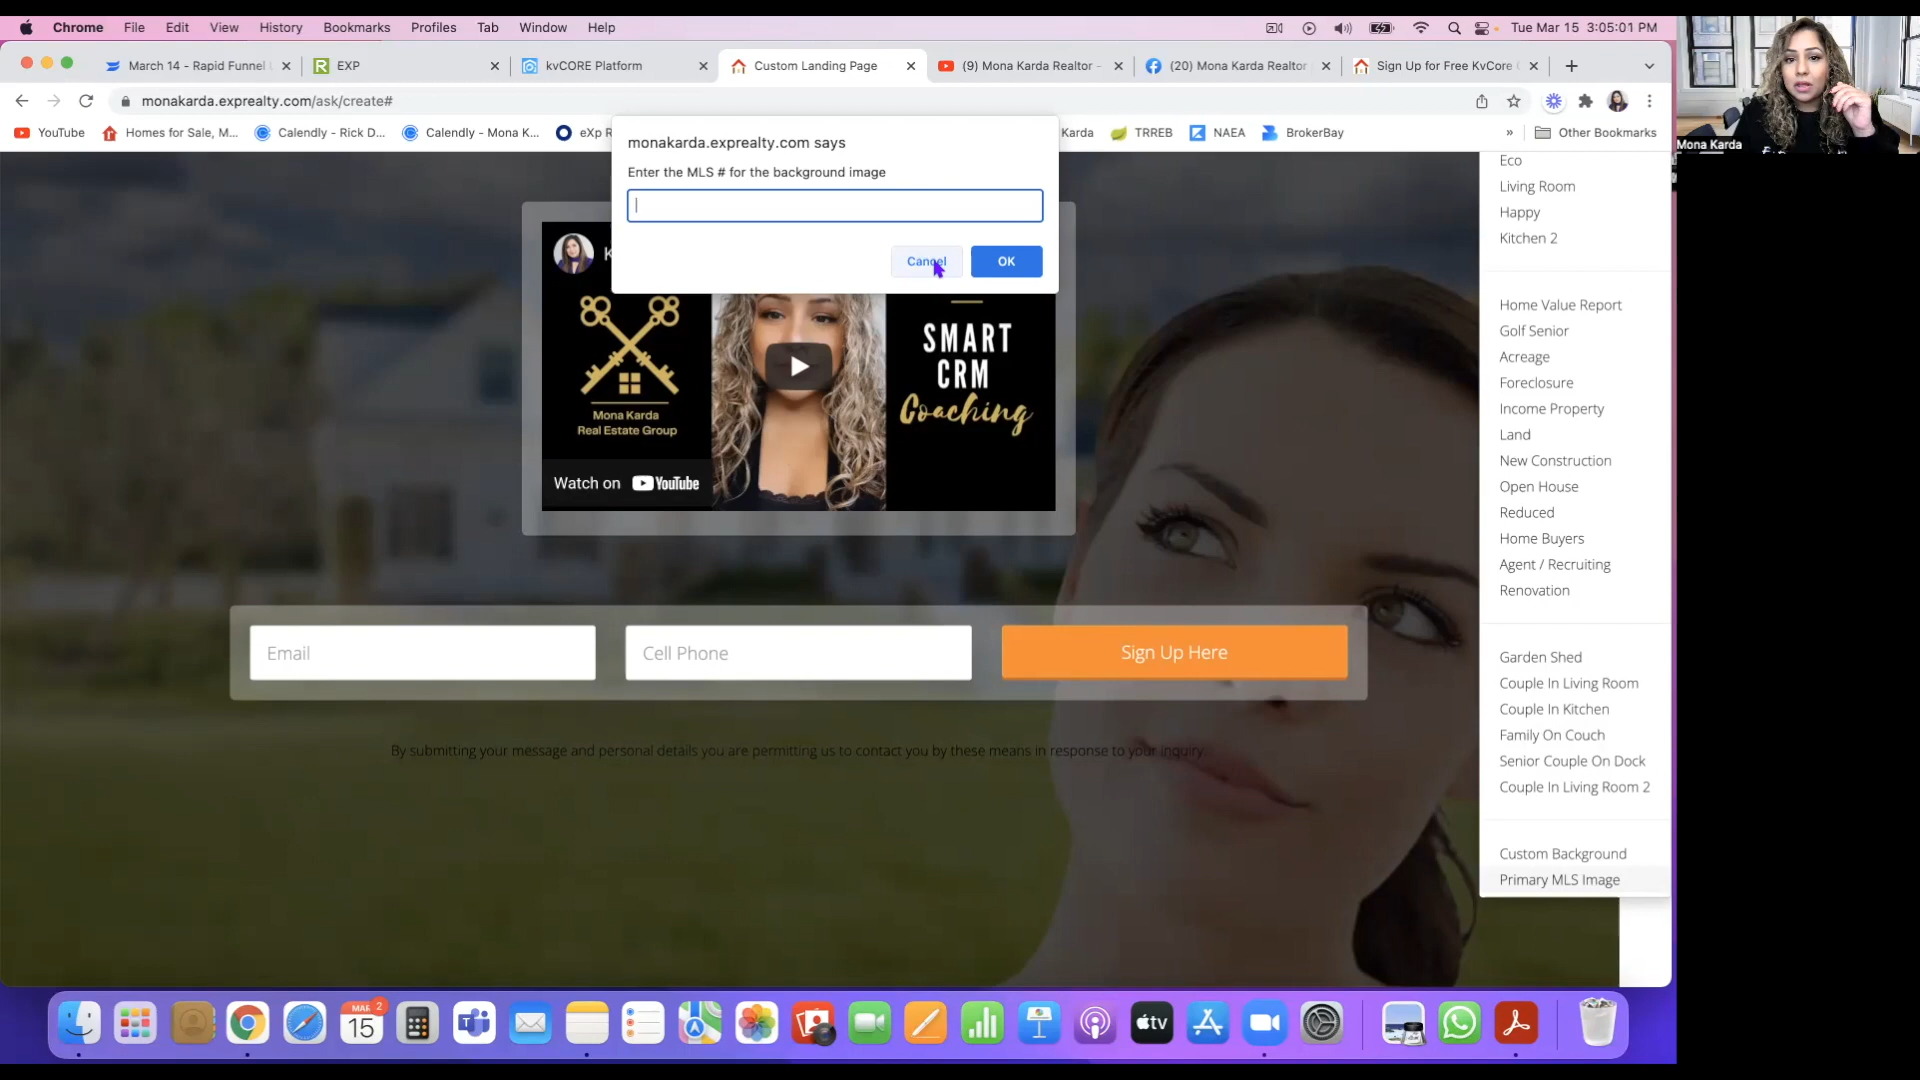 Chrome File Edit View History Bookmarks Profiles Tab Window Help Tue Mar 15 3:05:01 PM
March 14 - Rapid Funnel EXP kvCORE Platform Custom Landing Page (9) Mona Karda Realtor - (20) Mona Karda Realtor Sign Up for Free KvCore
monakarda.exprealty.com/ask/create#
YouTube Homes for Sale, M... Calendly - Rick D... Calendly - Mona K... eXp R Karda TRREB NAEA BrokerBay » Other Bookmarks
Mona Karda
monakarda.exprealty.com says
Enter the MLS # for the background image
Cancel OK
K
Mona Karda
Real Estate Group
SMART
CRM
Coaching
Watch on YouTube
Email Cell Phone Sign Up Here
By submitting your message and personal details you are permitting us to contact you by these means in response to your inquiry.
Eco
Living Room
Happy
Kitchen 2
Home Value Report
Golf Senior
Acreage
Foreclosure
Income Property
Land
New Construction
Open House
Reduced
Home Buyers
Agent / Recruiting
Renovation
Garden Shed
Couple In Living Room
Couple In Kitchen
Family On Couch
Senior Couple On Dock
Couple In Living Room 2
Custom Background
Primary MLS Image
MAR 2
15
tv